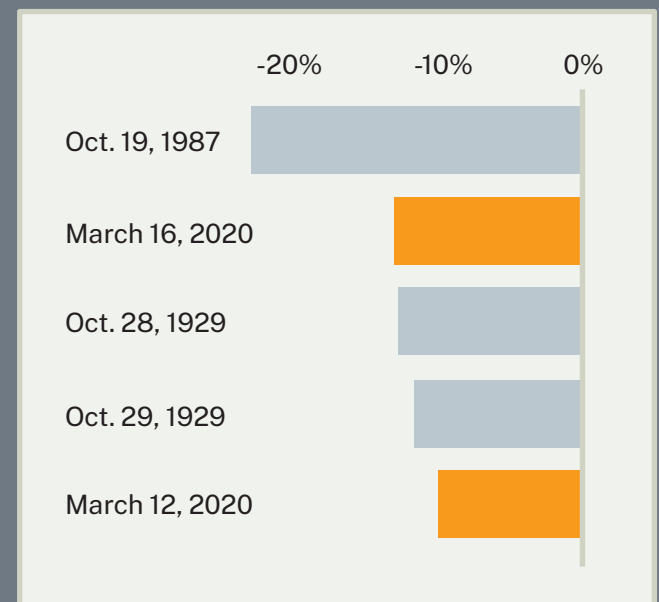 -20% -10% 0%
Oct. 19, 1987
March 16, 2020
Oct. 28, 1929
Oct. 29, 1929
March 12, 2020